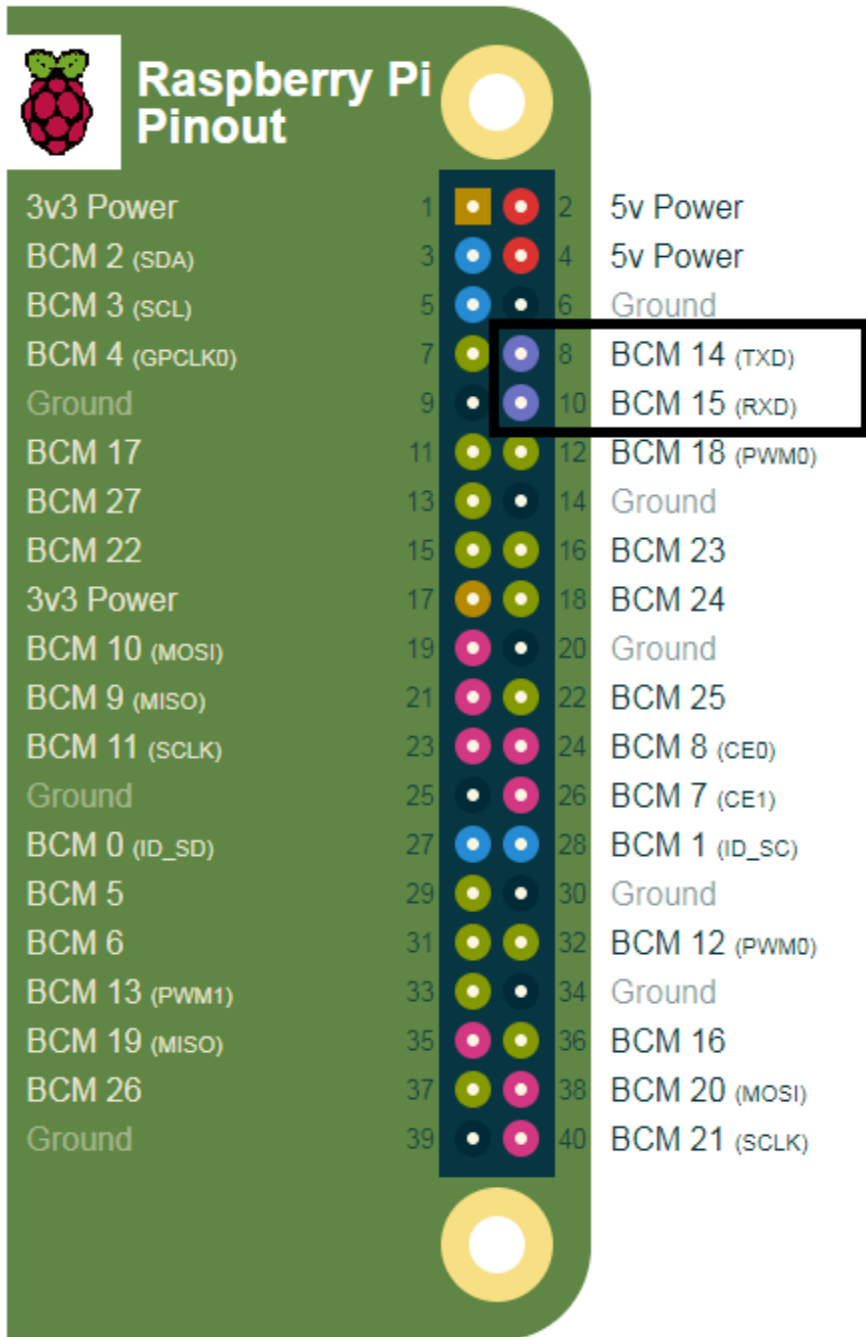 Raspberry Pi
Pinout
3v3 Power 1 2 5v Power
BCM 2 (SDA) 3 4 5v Power
BCM 3 (SCL) 5 6 Ground
BCM 4 (GPCLK0) 7 8 BCM 14 (TXD)
Ground 9 10 BCM 15 (RXD)
BCM 17 11 12 BCM 18 (PWM0)
BCM 27 13 14 Ground
BCM 22 15 16 BCM 23
3v3 Power 17 18 BCM 24
BCM 10 (MOSI) 19 20 Ground
BCM 9 (MISO) 21 22 BCM 25
BCM 11 (SCLK) 23 24 BCM 8 (CE0)
Ground 25 26 BCM 7 (CE1)
BCM 0 (ID_SD) 27 28 BCM 1 (ID_SC)
BCM 5 29 30 Ground
BCM 6 31 32 BCM 12 (PWM0)
BCM 13 (PWM1) 33 34 Ground
BCM 19 (MISO) 35 36 BCM 16
BCM 26 37 38 BCM 20 (MOSI)
Ground 39 40 BCM 21 (SCLK)